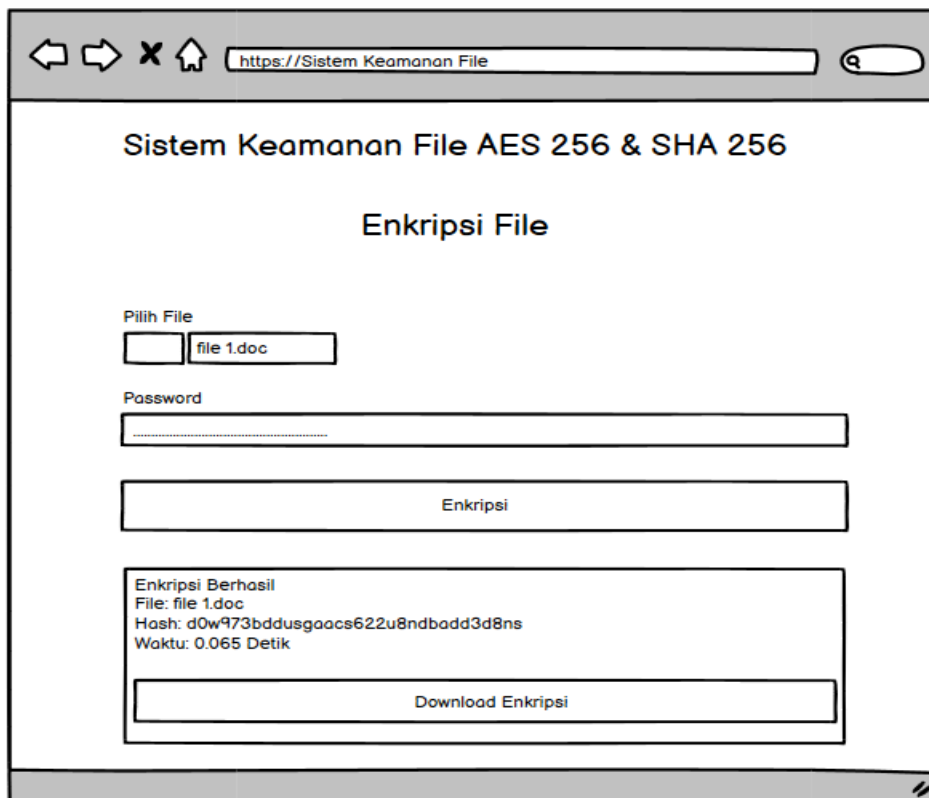 https://Sistem Keamanan File
Sistem Keamanan File AES 256 & SHA 256
Enkripsi File
Pilih File
file 1.doc
Password
Enkripsi
Enkripsi Berhasil
File: file 1.doc
Hash: d0w973bddusgaacs622u8ndbadd3d8ns
Waktu: 0.065 Detik
Download Enkripsi